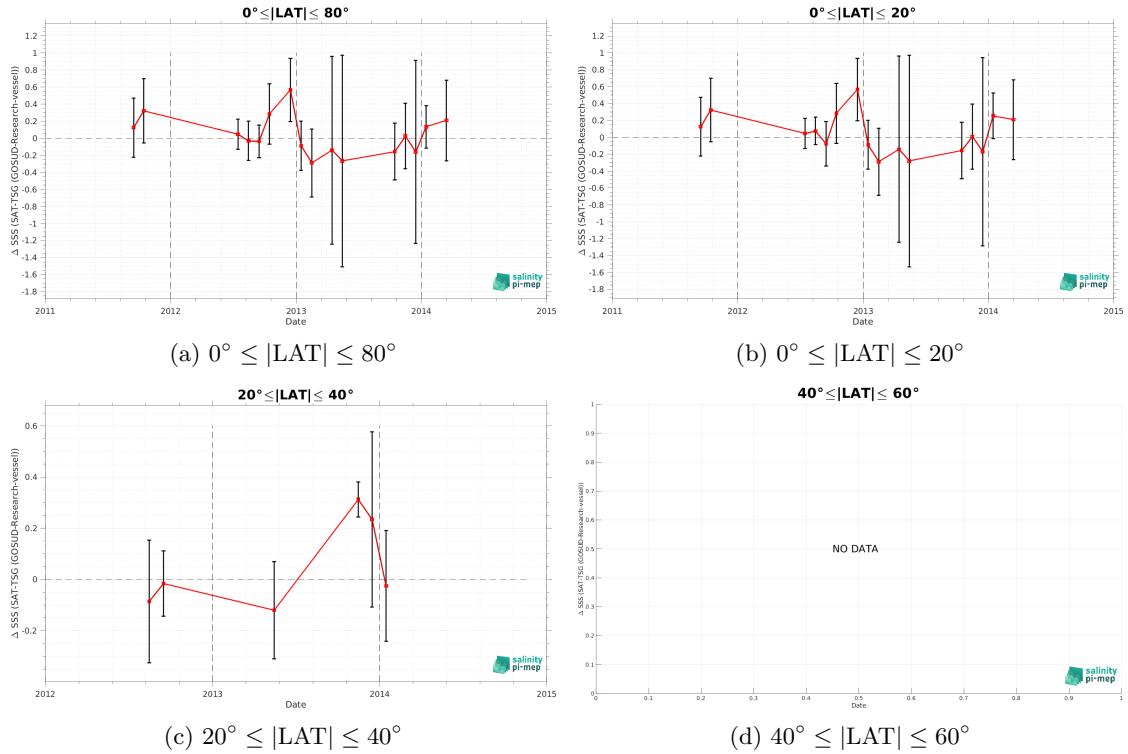 0°≤|LAT|≤ 80°
Δ SSS (SAT-TSG (GOSUD-Research-vessel))
1.2
1
0.8
0.6
0.4
0.2
0
-0.2
-0.4
-0.6
-0.8
-1
-1.2
-1.4
-1.6
-1.8
2011 2012 2013 2014 2015
Date
salinity
pi-mep
(a) 0° ≤ |LAT| ≤ 80°
0°≤|LAT|≤ 20°
Δ SSS (SAT-TSG (GOSUD-Research-vessel))
1.2
1
0.8
0.6
0.4
0.2
0
-0.2
-0.4
-0.6
-0.8
-1
-1.2
-1.4
-1.6
-1.8
2011 2012 2013 2014 2015
Date
salinity
pi-mep
(b) 0° ≤ |LAT| ≤ 20°
20°≤|LAT|≤ 40°
Δ SSS (SAT-TSG (GOSUD-Research-vessel))
0.6
0.4
0.2
0
-0.2
2012 2013 2014 2015
Date
salinity
pi-mep
(c) 20° ≤ |LAT| ≤ 40°
40°≤|LAT|≤ 60°
Δ SSS (SAT-TSG (GOSUD-Research-vessel))
1
0.9
0.8
0.7
0.6
0.5
0.4
0.3
0.2
0.1
0
NO DATA
0 0.1 0.2 0.3 0.4 0.5 0.6 0.7 0.8 0.9 1
Date
salinity
pi-mep
(d) 40° ≤ |LAT| ≤ 60°